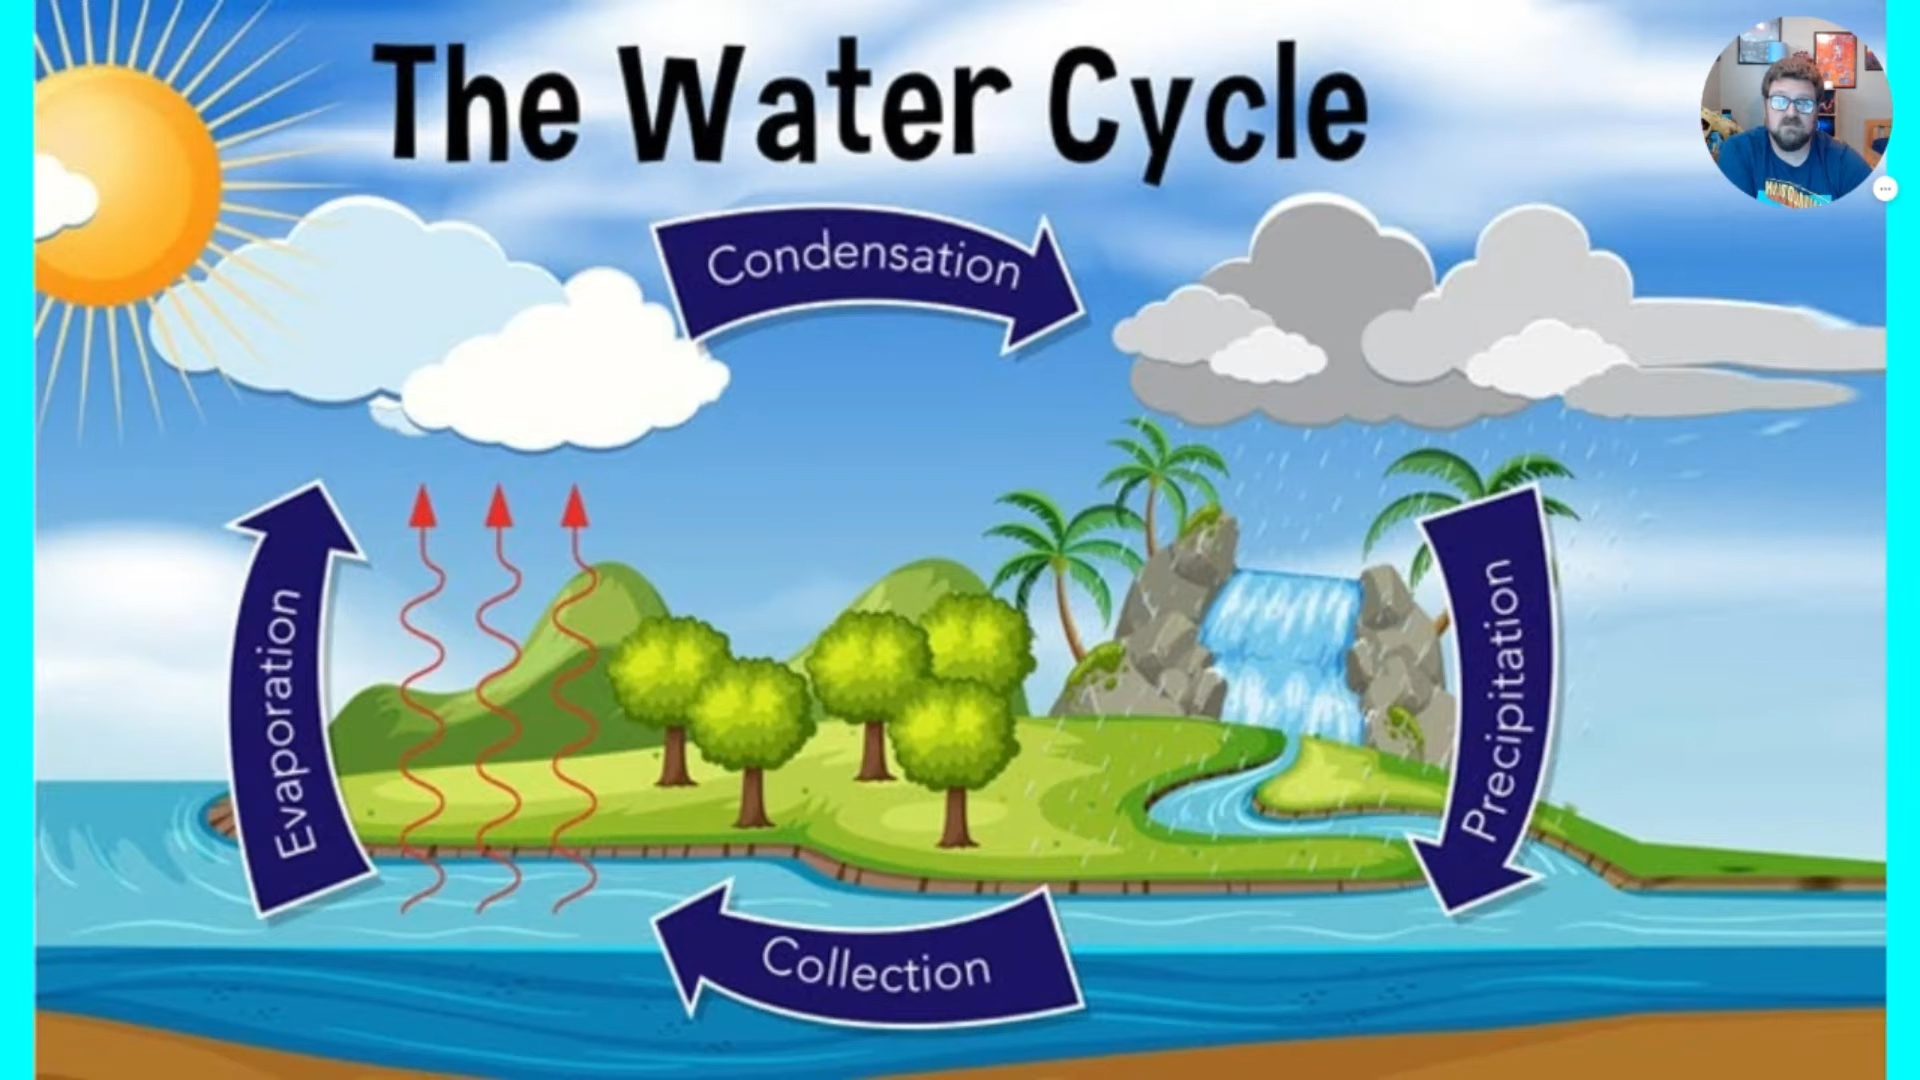 The Water Cycle
Condensation
Evaporation
Precipitation
Collection